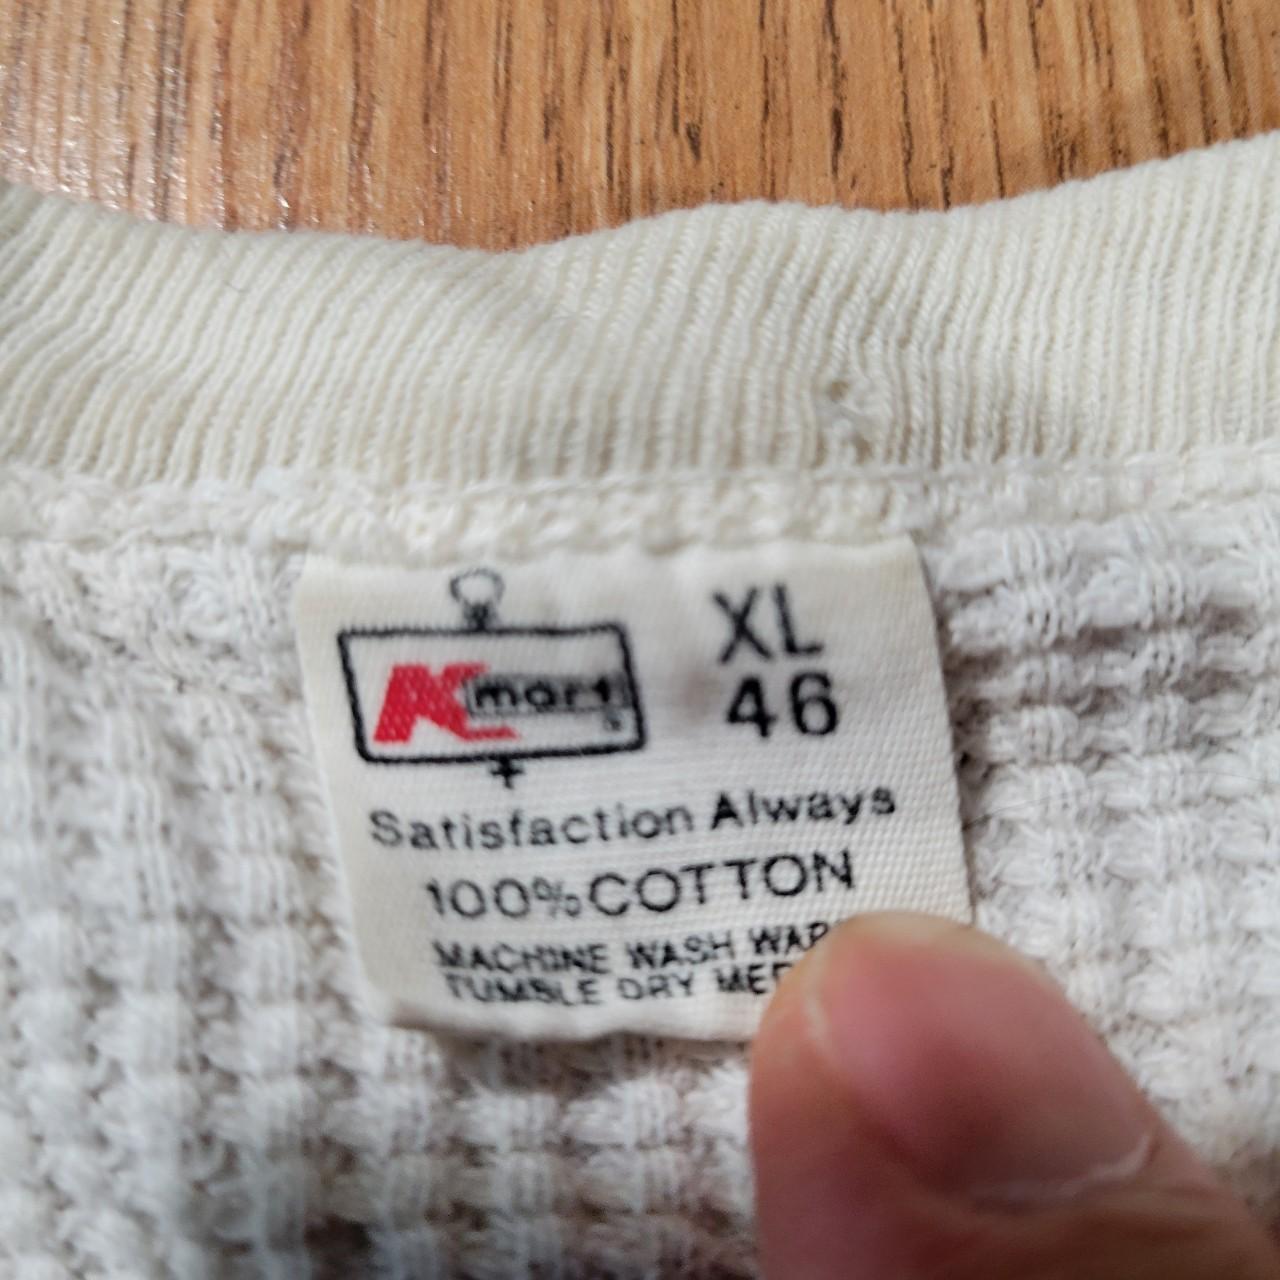 Kmart®
XL
46
Satisfaction Always
100% COTTON
MACHINE WASH
TUMBLE DRY